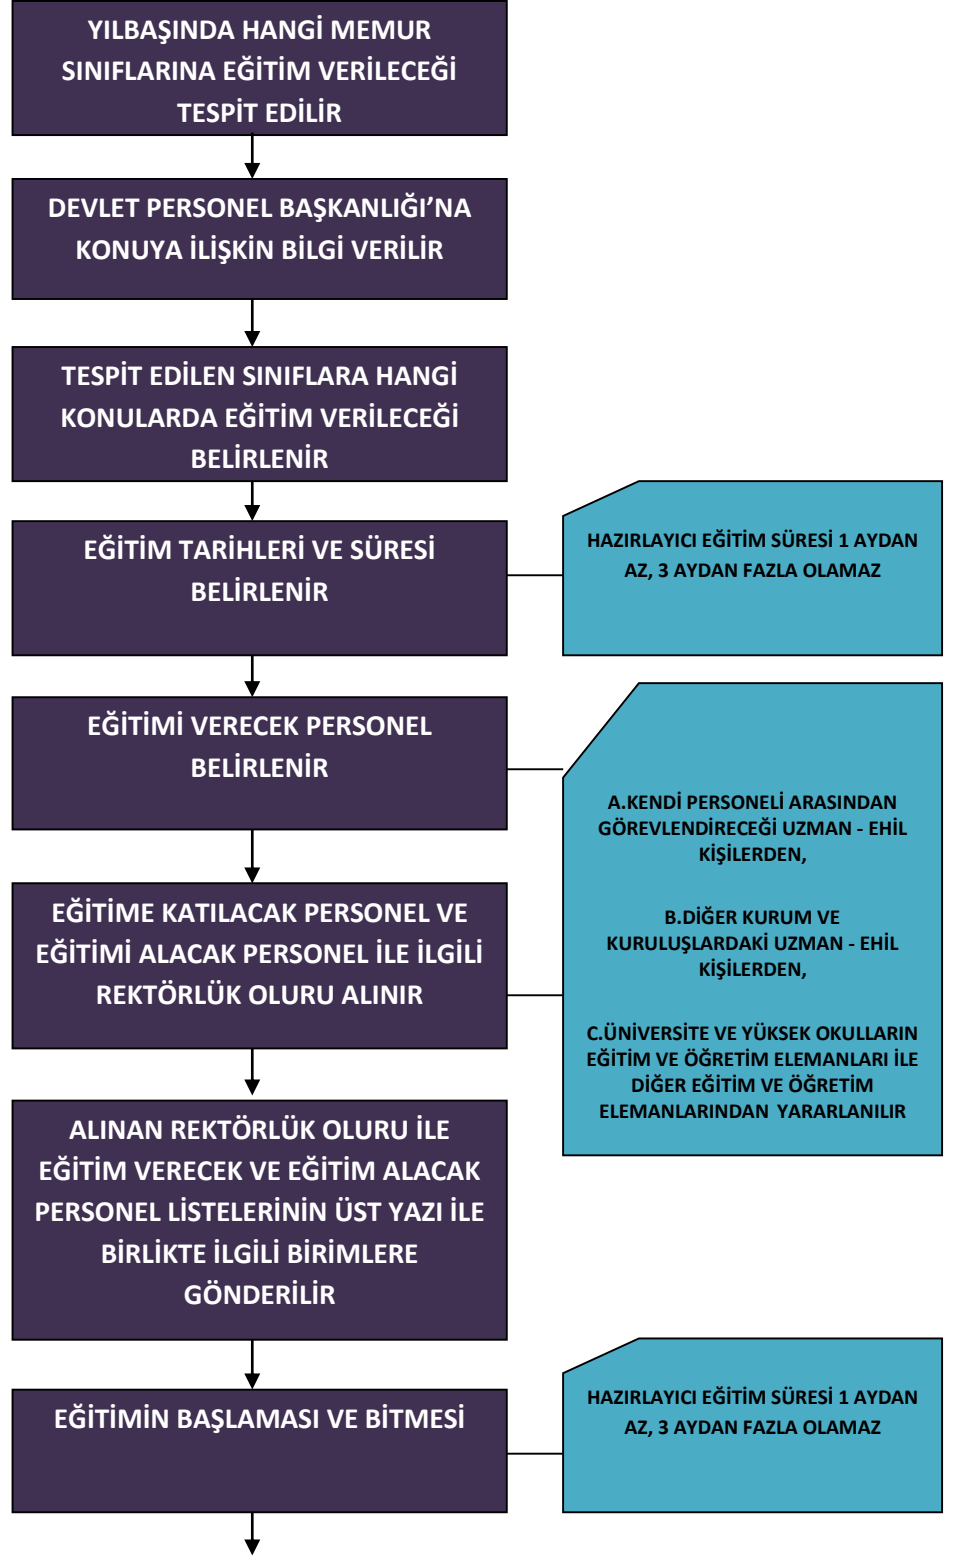 YILBAŞINDA HANGİ MEMUR
SINIFLARINA EĞİTİM VERİLECEĞİ
TESPİT EDİLİR
DEVLET PERSONEL BAŞKANLIĞI’NA
KONUYA İLİŞKİN BİLGİ VERİLİR
TESPİT EDİLEN SINIFLARA HANGİ
KONULARDA EĞİTİM VERİLECEĞİ
BELİRLENİR
EĞİTİM TARİHLERİ VE SÜRESİ
BELİRLENİR
HAZIRLAYICI EĞİTİM SÜRESİ 1 AYDAN
AZ, 3 AYDAN FAZLA OLAMAZ
EĞİTİMİ VERECEK PERSONEL
BELİRLENİR
A.KENDİ PERSONELİ ARASINDAN
GÖREVLENDİRECEĞİ UZMAN - EHİL
KİŞİLERDEN,
B.DİĞER KURUM VE
KURULUŞLARDAKİ UZMAN - EHİL
KİŞİLERDEN,
C.ÜNİVERSİTE VE YÜKSEK OKULLARIN
EĞİTİM VE ÖĞRETİM ELEMANLARI İLE
DİĞER EĞİTİM VE ÖĞRETİM
ELEMANLARINDAN YARARLANILIR
EĞİTİME KATILACAK PERSONEL VE
EĞİTİMİ ALACAK PERSONEL İLE İLGİLİ
REKTÖRLÜK OLURU ALINIR
ALINAN REKTÖRLÜK OLURU İLE
EĞİTİM VERECEK VE EĞİTİM ALACAK
PERSONEL LİSTELERİNİN ÜST YAZI İLE
BİRLİKTE İLGİLİ BİRİMLERE
GÖNDERİLİR
EĞİTİMİN BAŞLAMASI VE BİTMESİ
HAZIRLAYICI EĞİTİM SÜRESİ 1 AYDAN
AZ, 3 AYDAN FAZLA OLAMAZ